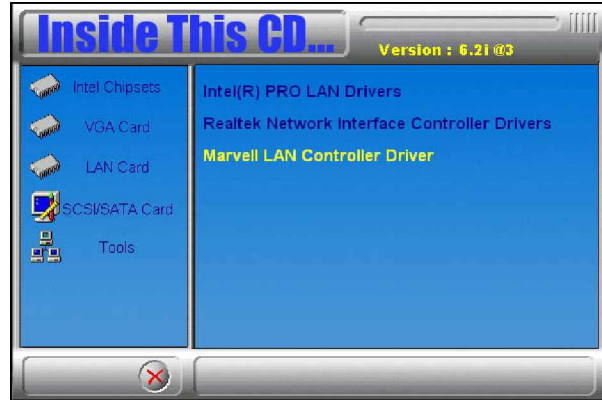 Inside This CD...
Version : 6.2i @3
Intel Chipsets
VGA Card
LAN Card
SCSI/SATA Card
Tools
Intel(R) PRO LAN Drivers
Realtek Network Interface Controller Drivers
Marvell LAN Controller Driver